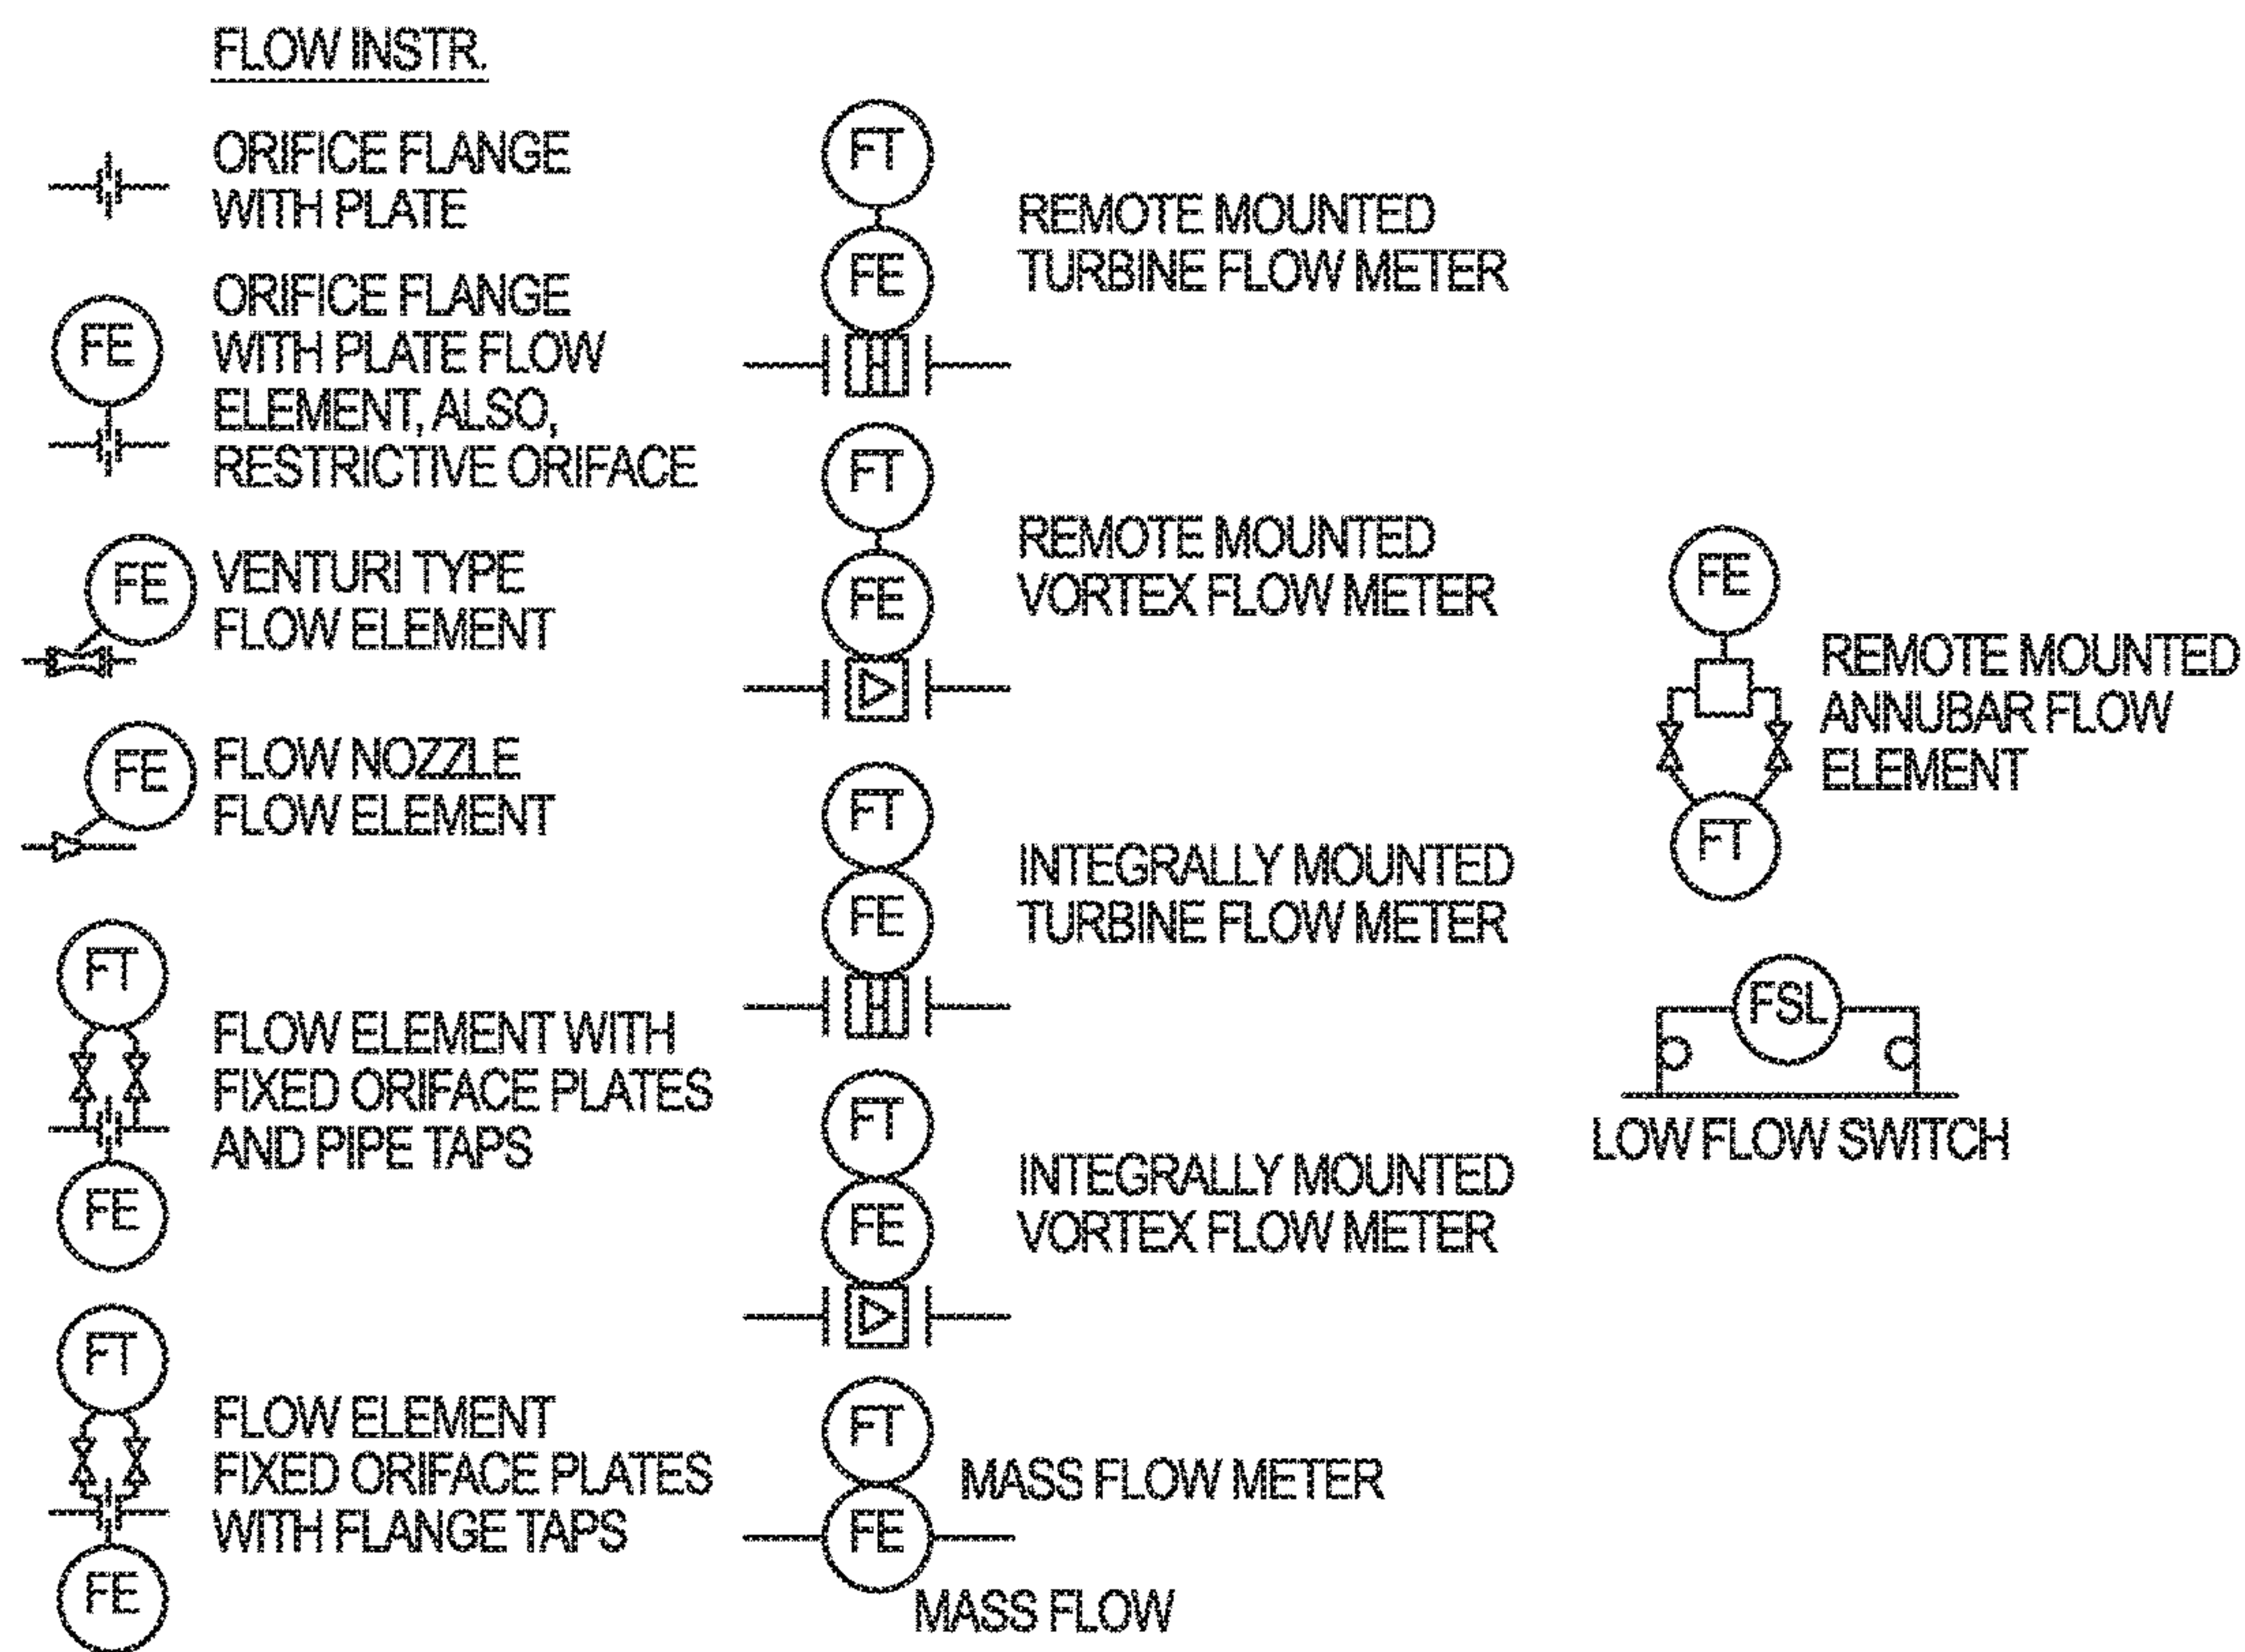 FLOW INSTR.
ORIFICE FLANGE
WITH PLATE
FE
ORIFICE FLANGE
WITH PLATE FLOW
ELEMENT, ALSO,
RESTRICTIVE ORIFACE
FE
VENTURI TYPE
FLOW ELEMENT
FE
FLOW NOZZLE
FLOW ELEMENT
FT
FLOW ELEMENT WITH
FIXED ORIFACE PLATES
AND PIPE TAPS
FE
FT
FLOW ELEMENT
FIXED ORIFACE PLATES
WITH FLANGE TAPS
FE
FT
REMOTE MOUNTED
TURBINE FLOW METER
FE
FT
REMOTE MOUNTED
VORTEX FLOW METER
FE
FT
INTEGRALLY MOUNTED
TURBINE FLOW METER
FE
FT
INTEGRALLY MOUNTED
VORTEX FLOW METER
FE
FT
MASS FLOW METER
FE
MASS FLOW
FE
REMOTE MOUNTED
ANNUBAR FLOW
ELEMENT
FT
FSL
LOW FLOW SWITCH